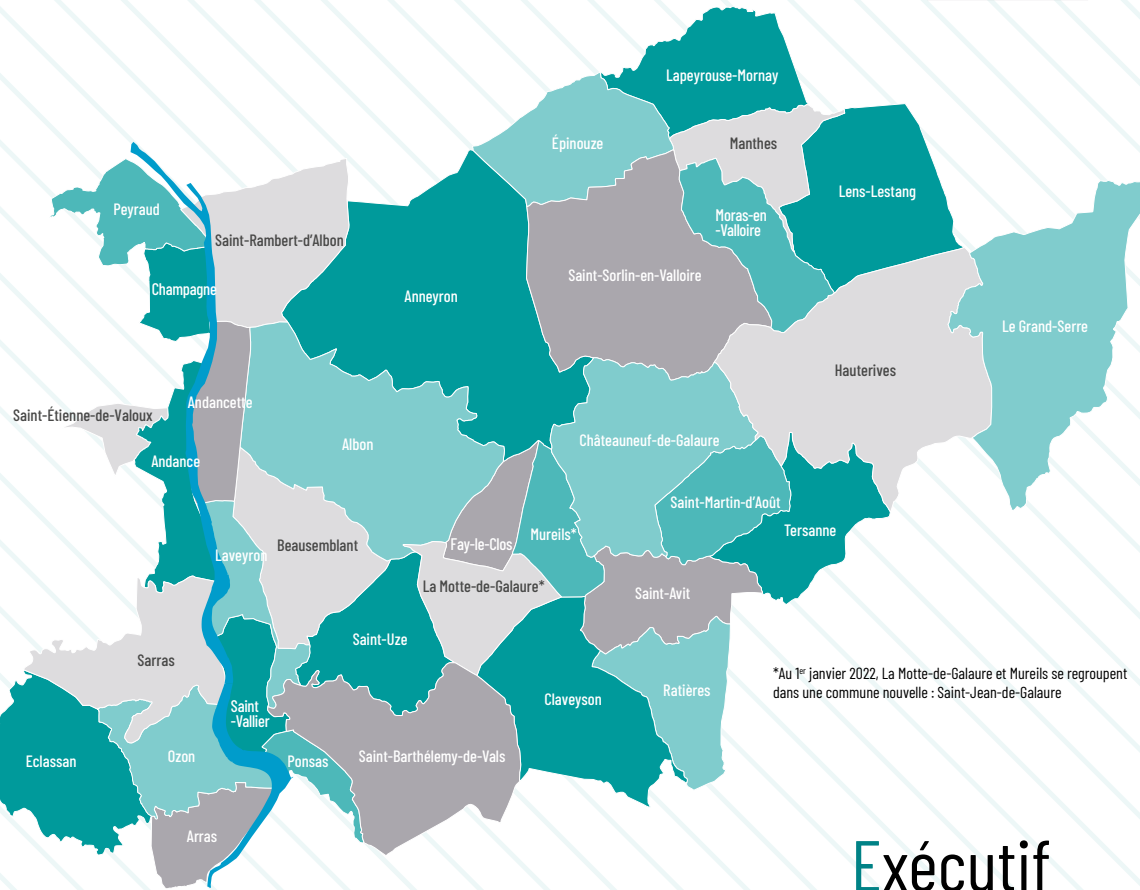 Lapeyrouse-Mornay
Épinouze
Manthes
Lens-Lestang
Peyraud
Moras-en
-Valloire
Saint-Rambert-d'Albon
Saint-Sorlin-en-Valloire
Champagne
Anneyron
Le Grand-Serre
Hauterives
Andancette
Saint-Étienne-de-Valoux
Albon
Châteauneuf-de-Galaure
Andance
Saint-Martin-d'Août
Tersanne
Mureils*
Fay-le-Clos
Beausemblant
Laveyron
La Motte-de-Galaure*
Saint-Avit
Saint-Uze
Sarras
Ratières
Claveyson
Saint
-Vallier
Saint-Barthélemy-de-Vals
Ozon
Ponsas
Eclassan
Arras
*Au 1er janvier 2022, La Motte-de-Galaure et Mureils se regroupent
dans une commune nouvelle : Saint-Jean-de-Galaure
Exécutif